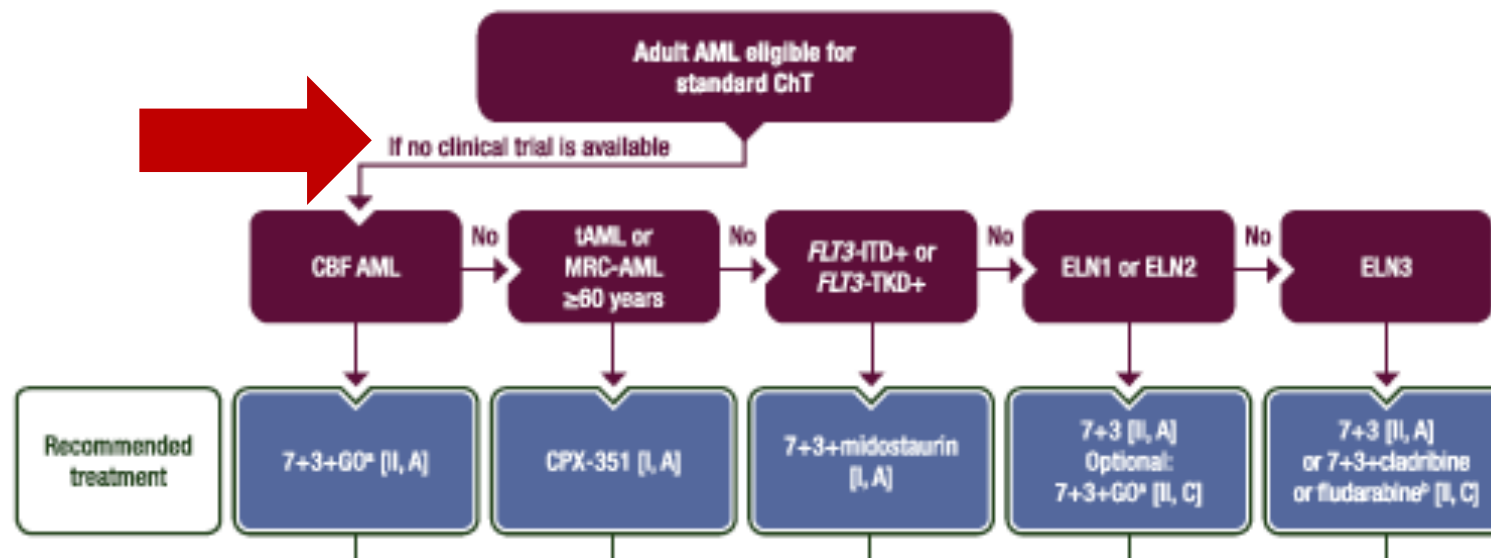 Adult AML eligible for
standard ChT
If no clinical trial is available
CBF AML
No
tAML or
MRC-AML
≥60 years
No
FLT3-ITD+ or
FLT3-TKD+
No
ELN1 or ELN2
No
ELN3
Recommended
treatment
7+3+GOᵃ [II, A]
CPX-351 [I, A]
7+3+midostaurin
[I, A]
7+3 [II, A]
Optional:
7+3+GOᵃ [II, C]
7+3 [II, A]
or 7+3+cladribine
or fludarabineᵇ [II, C]